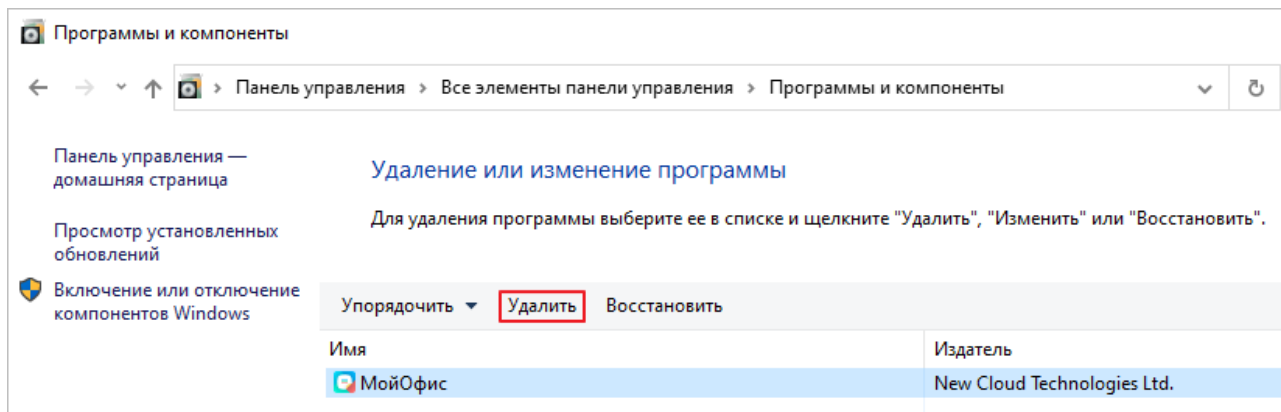 Программы и компоненты
Панель управления › Все элементы панели управления › Программы и компоненты
Панель управления —
домашняя страница
Просмотр установленных
обновлений
Включение или отключение
компонентов Windows
Удаление или изменение программы
Для удаления программы выберите ее в списке и щелкните "Удалить", "Изменить" или "Восстановить".
Упорядочить Удалить Восстановить
Имя Издатель
МойОфис New Cloud Technologies Ltd.